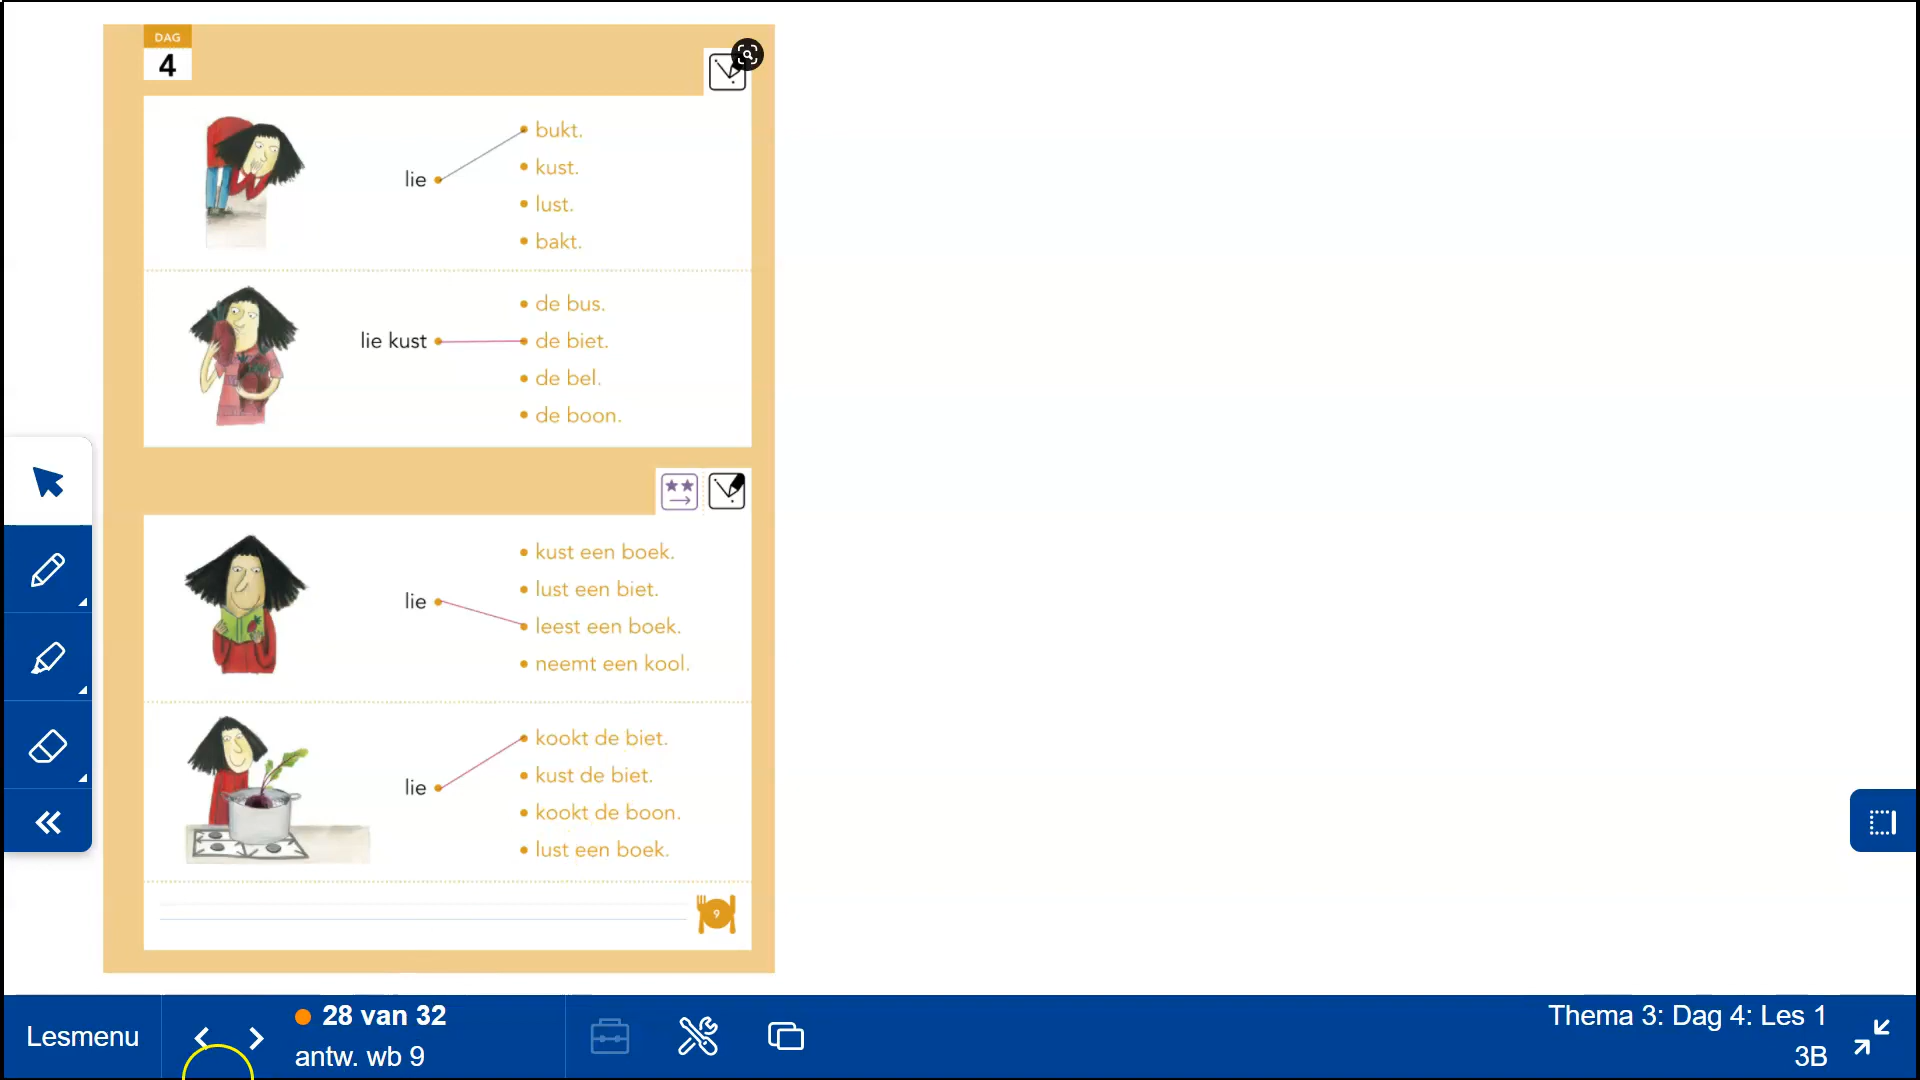 DAG
4
lie
bukt.
kust.
lust.
bakt.
lie kust
de bus.
de biet.
de bel.
de boon.
lie
kust een boek.
lust een biet.
leest een boek.
neemt een kool.
lie
kookt de biet.
kust de biet.
kookt de boon.
lust een boek.
9
Lesmenu
28 van 32
antw. wb 9
Thema 3: Dag 4: Les 1
3B